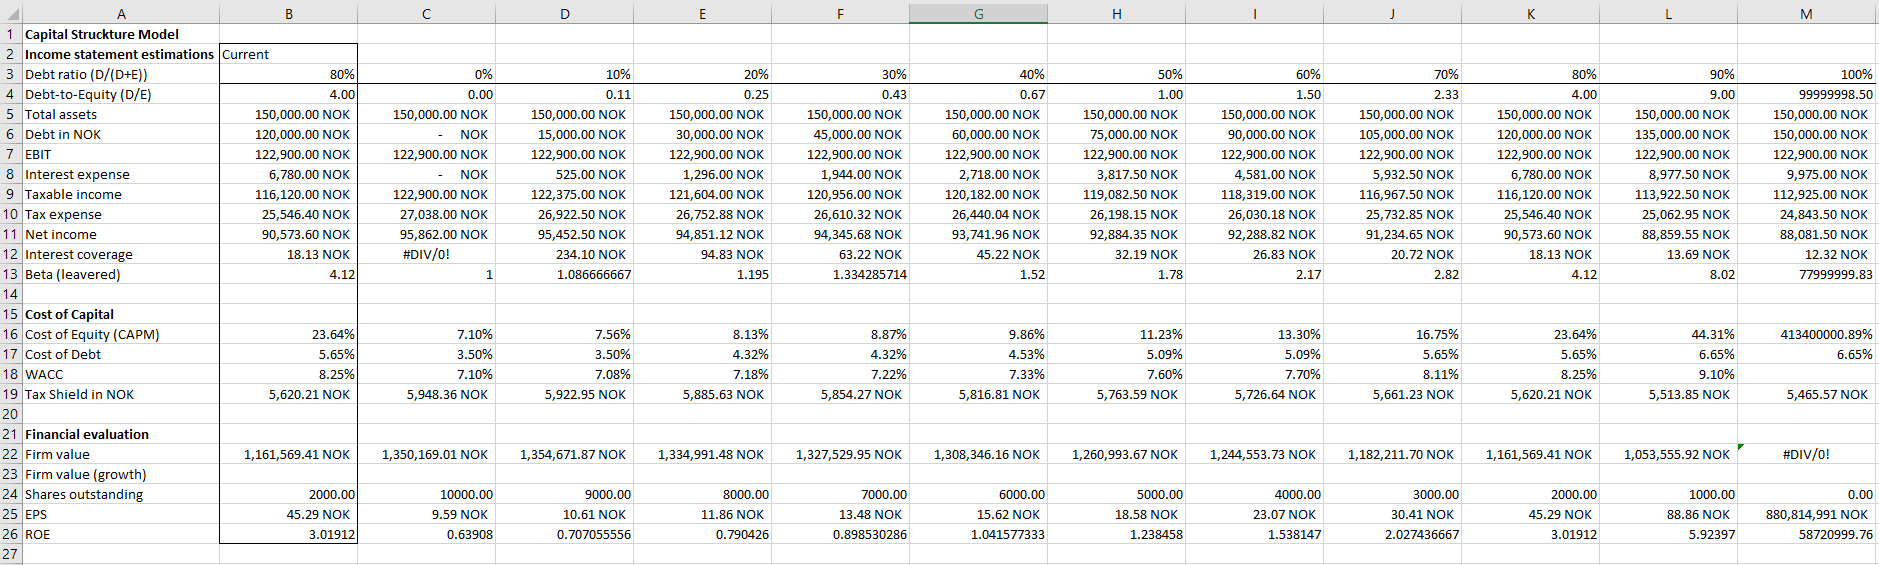 A B C D E F G H I J K L M
1 Capital Struckture Model
2 Income statement estimations Current
3 Debt ratio (D/(D+E)) 80% 0% 10% 20% 30% 40% 50% 60% 70% 80% 90% 100%
4 Debt-to-Equity (D/E) 4.00 0.00 0.11 0.25 0.43 0.67 1.00 1.50 2.33 4.00 9.00 99999998.50
5 Total assets 150,000.00 NOK 150,000.00 NOK 150,000.00 NOK 150,000.00 NOK 150,000.00 NOK 150,000.00 NOK 150,000.00 NOK 150,000.00 NOK 150,000.00 NOK 150,000.00 NOK 150,000.00 NOK 150,000.00 NOK
6 Debt in NOK 120,000.00 NOK - NOK 15,000.00 NOK 30,000.00 NOK 45,000.00 NOK 60,000.00 NOK 75,000.00 NOK 90,000.00 NOK 105,000.00 NOK 120,000.00 NOK 135,000.00 NOK 150,000.00 NOK
7 EBIT 122,900.00 NOK 122,900.00 NOK 122,900.00 NOK 122,900.00 NOK 122,900.00 NOK 122,900.00 NOK 122,900.00 NOK 122,900.00 NOK 122,900.00 NOK 122,900.00 NOK 122,900.00 NOK 122,900.00 NOK
8 Interest expense 6,780.00 NOK - NOK 525.00 NOK 1,296.00 NOK 1,944.00 NOK 2,718.00 NOK 3,817.50 NOK 4,581.00 NOK 5,932.50 NOK 6,780.00 NOK 8,977.50 NOK 9,975.00 NOK
9 Taxable income 116,120.00 NOK 122,900.00 NOK 122,375.00 NOK 121,604.00 NOK 120,956.00 NOK 120,182.00 NOK 119,082.50 NOK 118,319.00 NOK 116,967.50 NOK 116,120.00 NOK 113,922.50 NOK 112,925.00 NOK
10 Tax expense 25,546.40 NOK 27,038.00 NOK 26,922.50 NOK 26,752.88 NOK 26,610.32 NOK 26,440.04 NOK 26,198.15 NOK 26,030.18 NOK 25,732.85 NOK 25,546.40 NOK 25,062.95 NOK 24,843.50 NOK
11 Net income 90,573.60 NOK 95,862.00 NOK 95,452.50 NOK 94,851.12 NOK 94,345.68 NOK 93,741.96 NOK 92,884.35 NOK 92,288.82 NOK 91,234.65 NOK 90,573.60 NOK 88,859.55 NOK 88,081.50 NOK
12 Interest coverage 18.13 NOK #DIV/0! 234.10 NOK 94.83 NOK 63.22 NOK 45.22 NOK 32.19 NOK 26.83 NOK 20.72 NOK 18.13 NOK 13.69 NOK 12.32 NOK
13 Beta (leavered) 4.12 1 1.086666667 1.195 1.334285714 1.52 1.78 2.17 2.82 4.12 8.02 77999999.83
14
15 Cost of Capital
16 Cost of Equity (CAPM) 23.64% 7.10% 7.56% 8.13% 8.87% 9.86% 11.23% 13.30% 16.75% 23.64% 44.31% 413400000.89%
17 Cost of Debt 5.65% 3.50% 3.50% 4.32% 4.32% 4.53% 5.09% 5.09% 5.65% 5.65% 6.65% 6.65%
18 WACC 8.25% 7.10% 7.08% 7.18% 7.22% 7.33% 7.60% 7.70% 8.11% 8.25% 9.10%
19 Tax Shield in NOK 5,620.21 NOK 5,948.36 NOK 5,922.95 NOK 5,885.63 NOK 5,854.27 NOK 5,816.81 NOK 5,763.59 NOK 5,726.64 NOK 5,661.23 NOK 5,620.21 NOK 5,513.85 NOK 5,465.57 NOK
20
21 Financial evaluation
22 Firm value 1,161,569.41 NOK 1,350,169.01 NOK 1,354,671.87 NOK 1,334,991.48 NOK 1,327,529.95 NOK 1,308,346.16 NOK 1,260,993.67 NOK 1,244,553.73 NOK 1,182,211.70 NOK 1,161,569.41 NOK 1,053,555.92 NOK #DIV/0!
23 Firm value (growth)
24 Shares outstanding 2000.00 10000.00 9000.00 8000.00 7000.00 6000.00 5000.00 4000.00 3000.00 2000.00 1000.00 0.00
25 EPS 45.29 NOK 9.59 NOK 10.61 NOK 11.86 NOK 13.48 NOK 15.62 NOK 18.58 NOK 23.07 NOK 30.41 NOK 45.29 NOK 88.86 NOK 880,814,991 NOK
26 ROE 3.01912 0.63908 0.707055556 0.790426 0.898530286 1.041577333 1.238458 1.538147 2.027436667 3.01912 5.92397 58720999.76
27